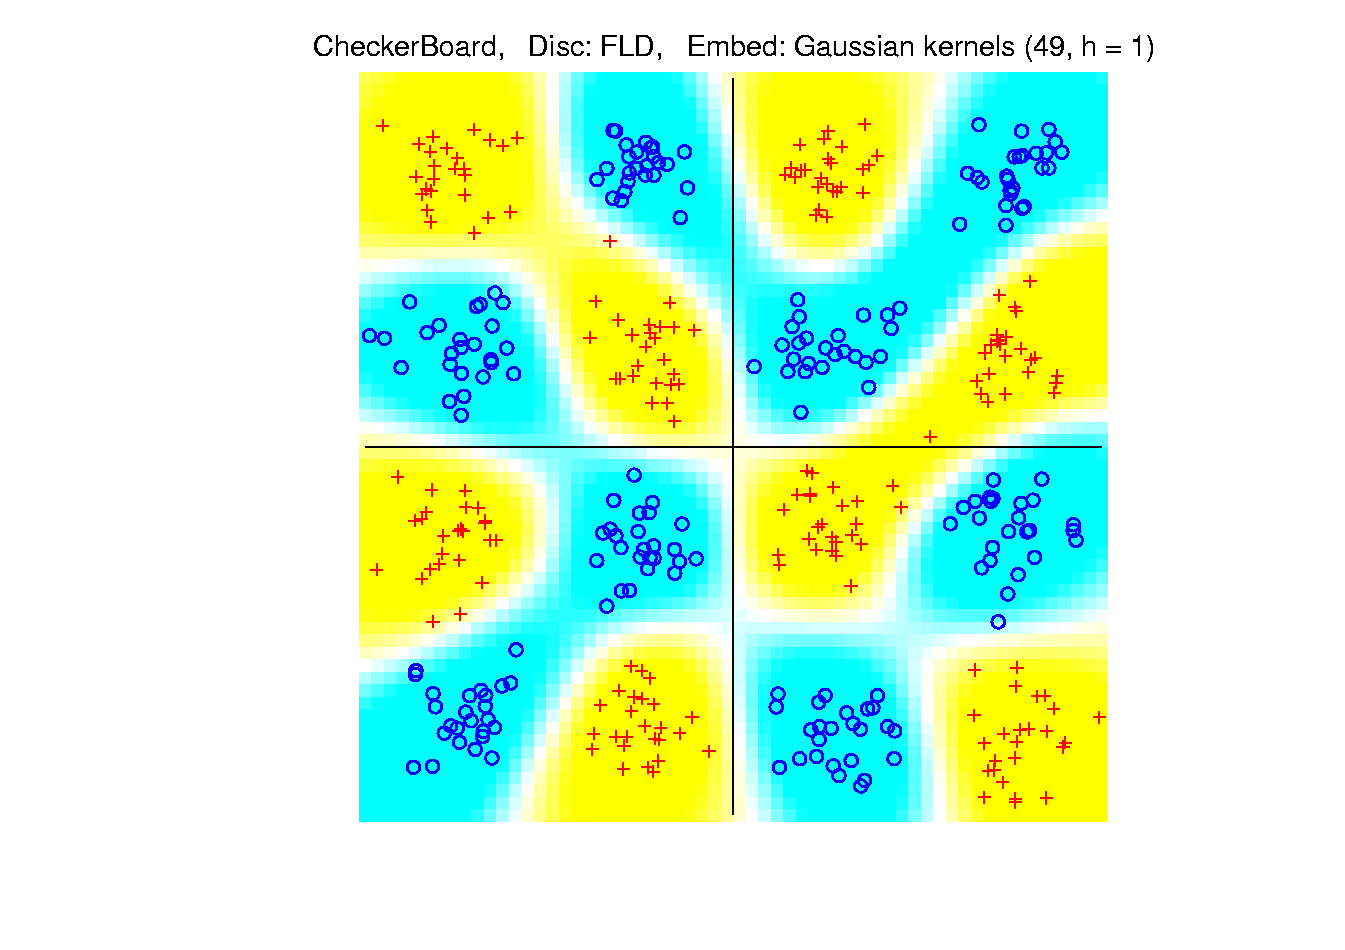 CheckerBoard, Disc: FLD, Embed: Gaussian kernels (49, h = 1)